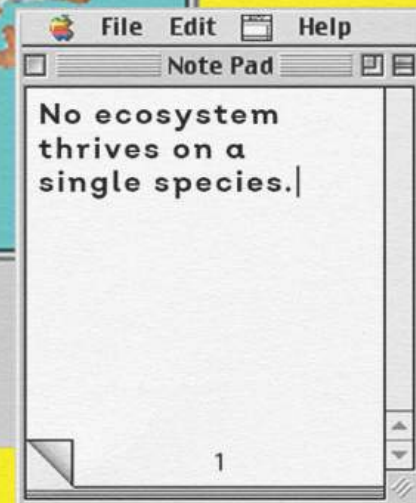 File Edit Help
Note Pad
No ecosystem
thrives on a
single species.
1